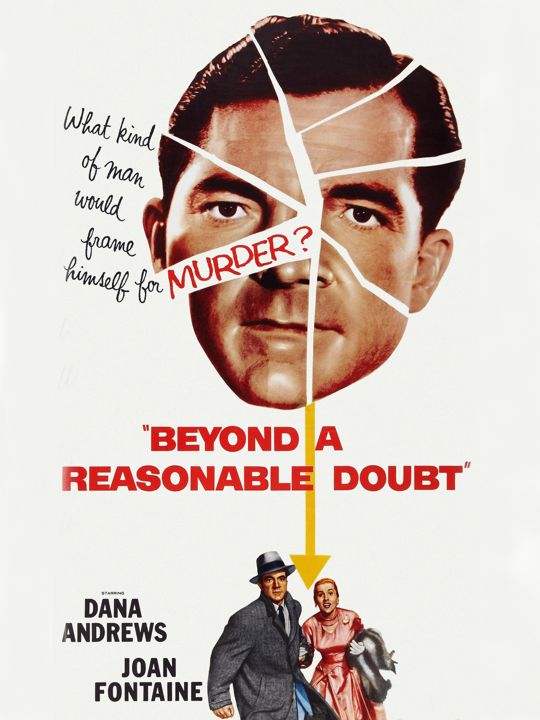 What kind
of man
would
frame
himself for
MURDER?
"BEYOND A
REASONABLE DOUBT"
STARRING
DANA
ANDREWS
JOAN
FONTAINE